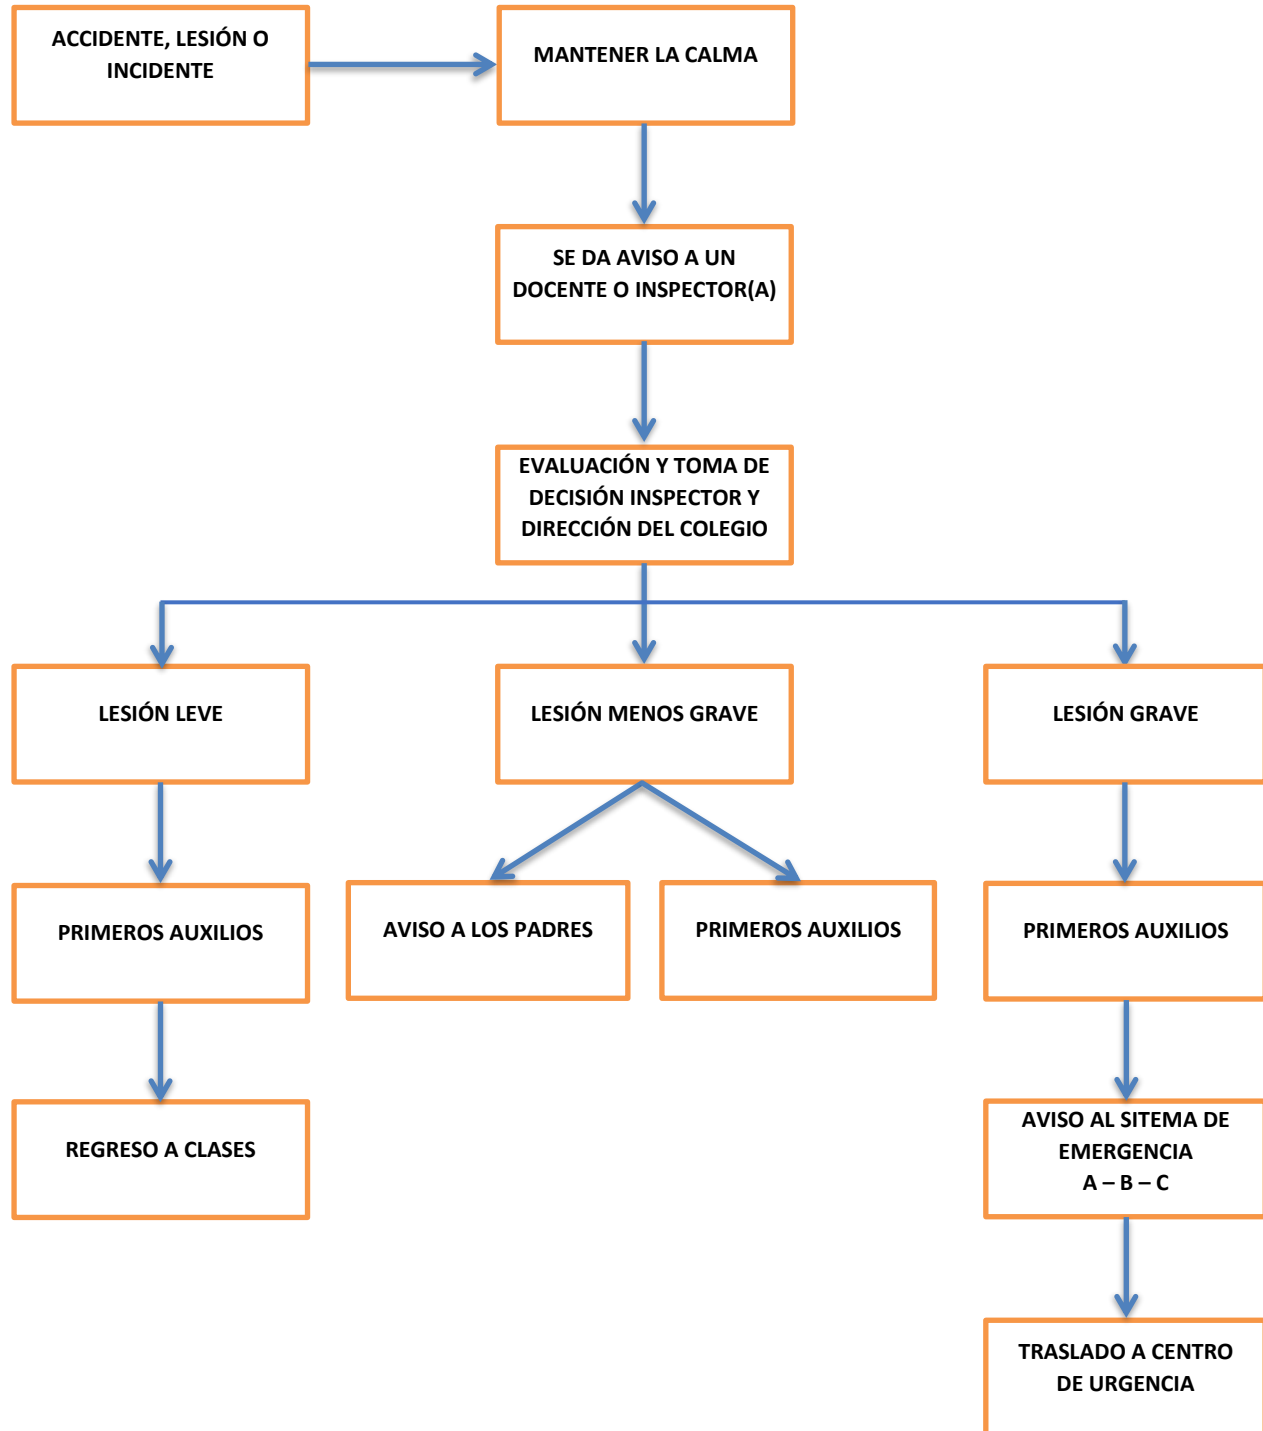 ACCIDENTE, LESIÓN O
INCIDENTE
MANTENER LA CALMA
SE DA AVISO A UN
DOCENTE O INSPECTOR(A)
EVALUACIÓN Y TOMA DE
DECISIÓN INSPECTOR Y
DIRECCIÓN DEL COLEGIO
LESIÓN LEVE
LESIÓN MENOS GRAVE
LESIÓN GRAVE
PRIMEROS AUXILIOS
AVISO A LOS PADRES
PRIMEROS AUXILIOS
PRIMEROS AUXILIOS
REGRESO A CLASES
AVISO AL SITEMA DE
EMERGENCIA
A – B – C
TRASLADO A CENTRO
DE URGENCIA